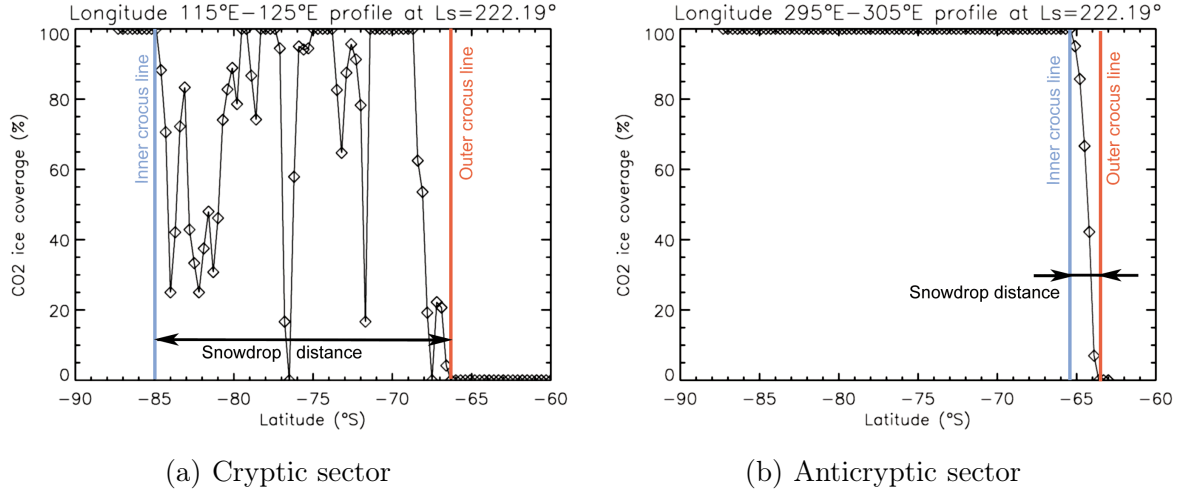 Longitude 115°E−125°E profile at Ls=222.19°
CO2 ice coverage (%)
100
80
60
40
20
0
Inner crocus line
Outer crocus line
Snowdrop distance
−90 −85 −80 −75 −70 −65 −60
Latitude (°S)
(a) Cryptic sector
Longitude 295°E−305°E profile at Ls=222.19°
CO2 ice coverage (%)
100
80
60
40
20
0
Inner crocus line
Outer crocus line
Snowdrop distance
−90 −85 −80 −75 −70 −65 −60
Latitude (°S)
(b) Anticryptic sector